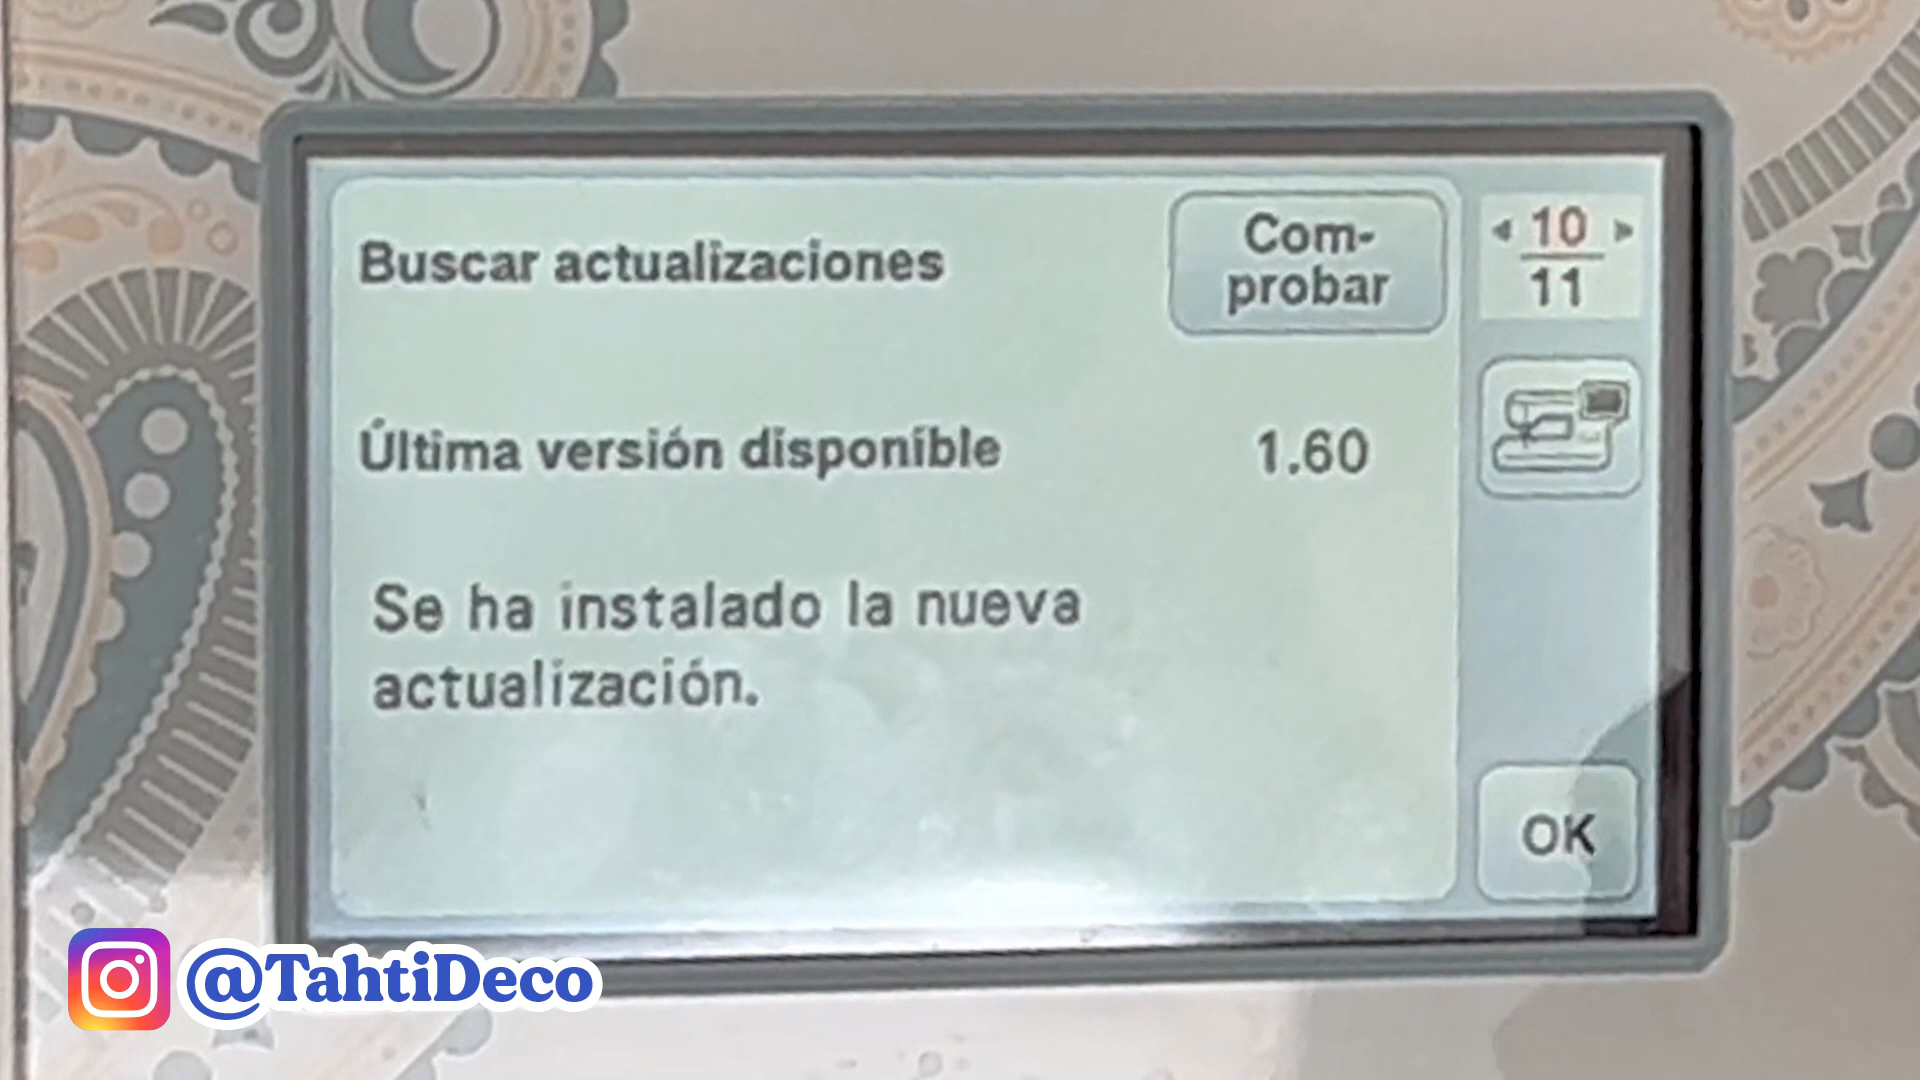 Buscar actualizaciones
Com-
probar
10
11
Última versión disponible
1.60
Se ha instalado la nueva
actualización.
OK
@TahtiDeco